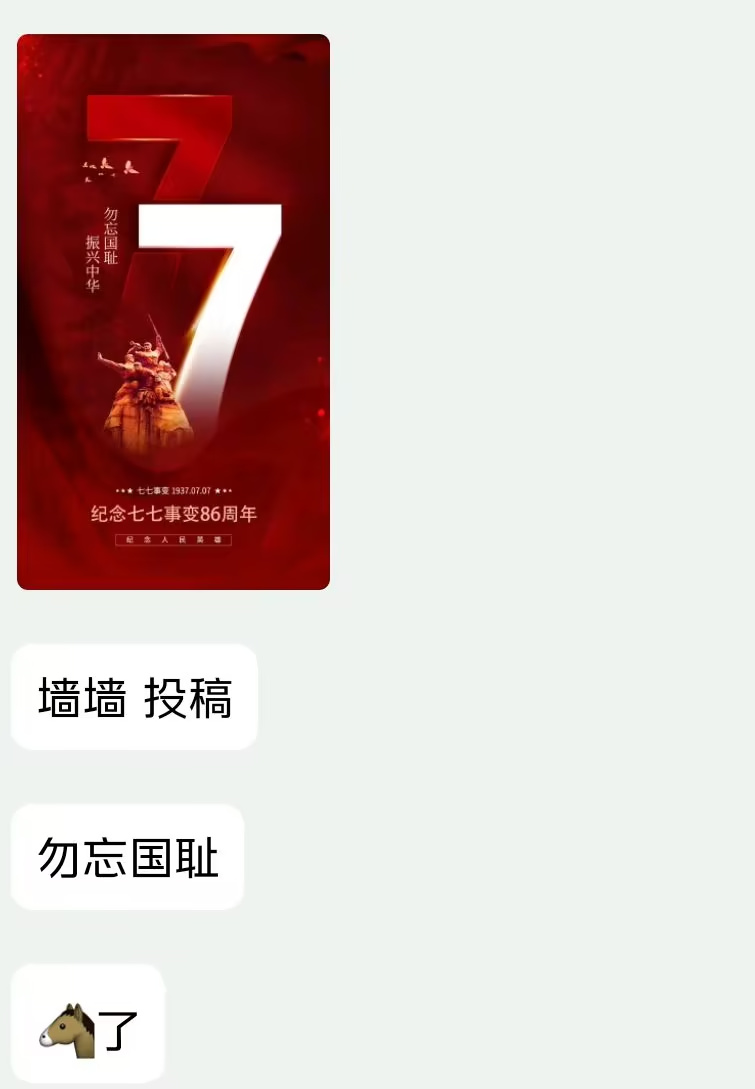 77
勿忘国耻
振兴中华
七七事变 1937.07.07
纪念七七事变86周年
纪念人民英雄
墙墙 投稿
勿忘国耻
🐴了